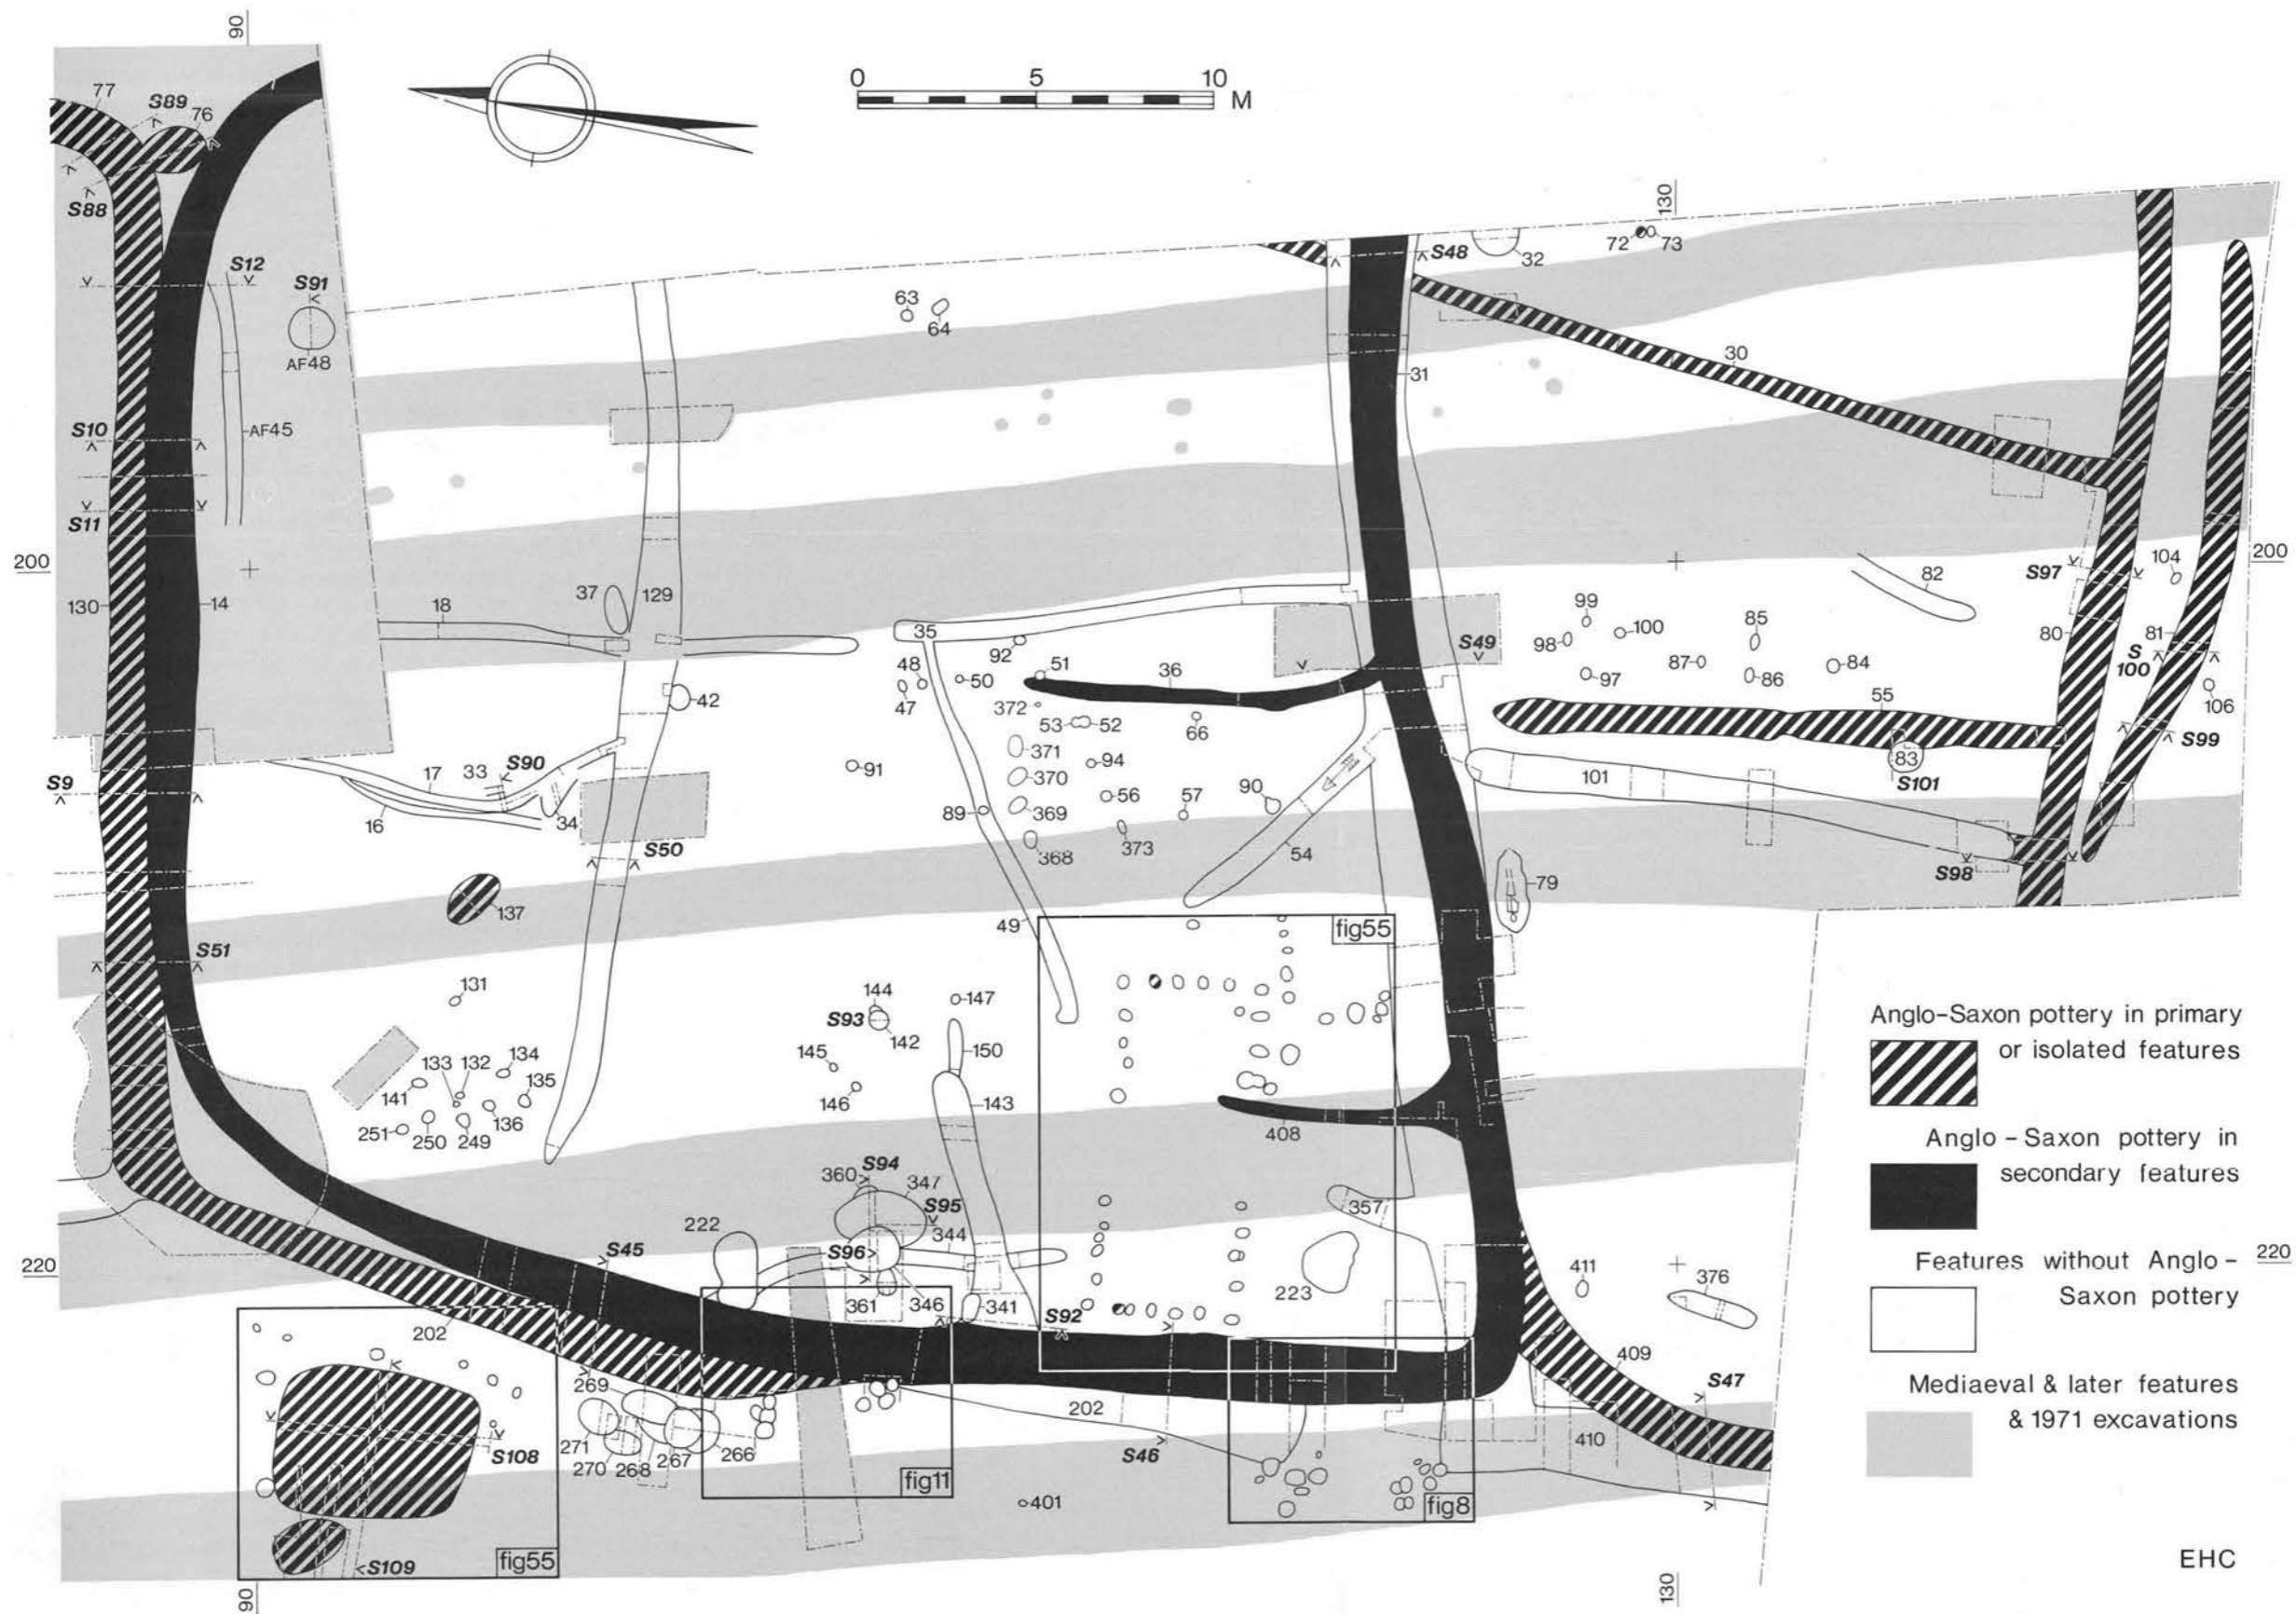 90
77
S89
76
S88
0 5 10 M
130
S12
S91
AF48
63
64
S48
32
72 73
30
31
S10
AF45
S11
200
200
130
14
18
37
129
35
92
48
47
50
51
36
S49
99
98
100
97
87
85
86
84
82
S97
104
80
81
S 100
106
S99
55
83
S101
42
372
53 52
66
371
94
370
91
56
57
90
369
89
368
373
54
101
S98
S9
17
33
S90
16
34
S50
137
79
49
fig55
S51
131
144
S93
142
147
145
150
146
143
133 132 134
135
141
136
251 250 249
408
S94
360
347
S95
222
344
S96
357
223
361
346
341
S92
S45
220
220
411
376
202
409
S47
269
271
270 268 267 266
202
S46
410
S108
fig11
401
fig8
S109
fig55
90
130
Anglo-Saxon pottery in primary
or isolated features
Anglo-Saxon pottery in
secondary features
Features without Anglo-
Saxon pottery
Mediaeval & later features
& 1971 excavations
EHC